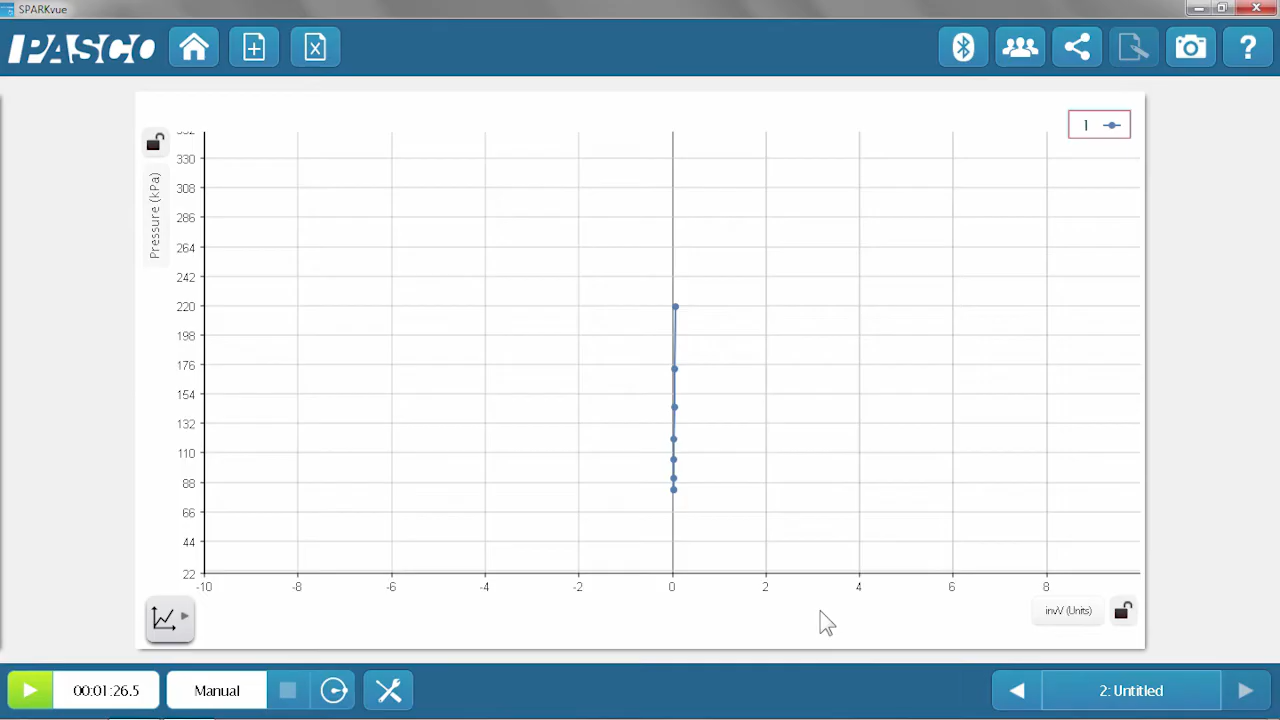 SPARKvue
PASCO
?
1
Pressure (kPa)
352
330
308
286
264
242
220
198
176
154
132
110
88
66
44
22
-10 -8 -6 -4 -2 0 2 4 6 8
invV (Units)
00:01:26.5
Manual
2: Untitled